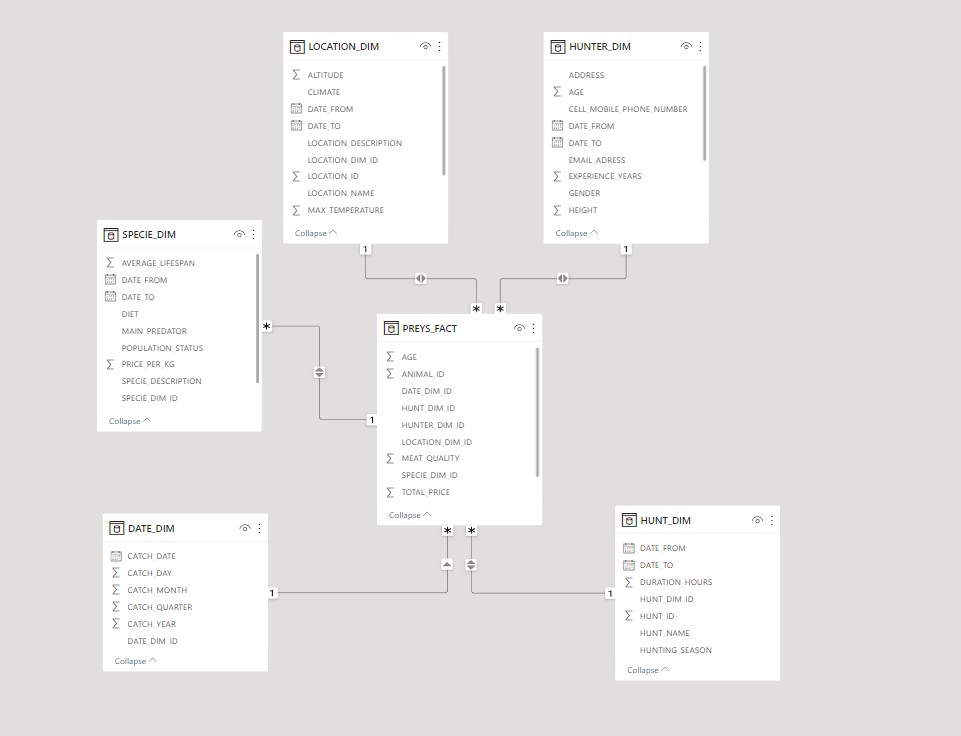 LOCATION_DIM
ALTITUDE
CLIMATE
DATE_FROM
DATE_TO
LOCATION_DESCRIPTION
LOCATION_DIM_ID
LOCATION_ID
LOCATION_NAME
MAX_TEMPERATURE
Collapse
1
HUNTER_DIM
ADDRESS
AGE
CELL_MOBILE_PHONE_NUMBER
DATE_FROM
DATE_TO
EMAIL_ADRESS
EXPERIENCE_YEARS
GENDER
HEIGHT
Collapse
1
SPECIE_DIM
AVERAGE_LIFESPAN
DATE_FROM
DATE_TO
DIET
MAIN_PREDATOR
POPULATION_STATUS
PRICE_PER_KG
SPECIE_DESCRIPTION
SPECIE_DIM_ID
Collapse
*
* *
PREYS_FACT
AGE
ANIMAL_ID
DATE_DIM_ID
HUNT_DIM_ID
HUNTER_DIM_ID
LOCATION_DIM_ID
MEAT_QUALITY
SPECIE_DIM_ID
TOTAL_PRICE
Collapse
1
* *
DATE_DIM
CATCH_DATE
CATCH_DAY
CATCH_MONTH
CATCH_QUARTER
CATCH_YEAR
DATE_DIM_ID
Collapse
1
HUNT_DIM
DATE_FROM
DATE_TO
DURATION_HOURS
HUNT_DIM_ID
HUNT_ID
HUNT_NAME
HUNTING_SEASON
Collapse
1